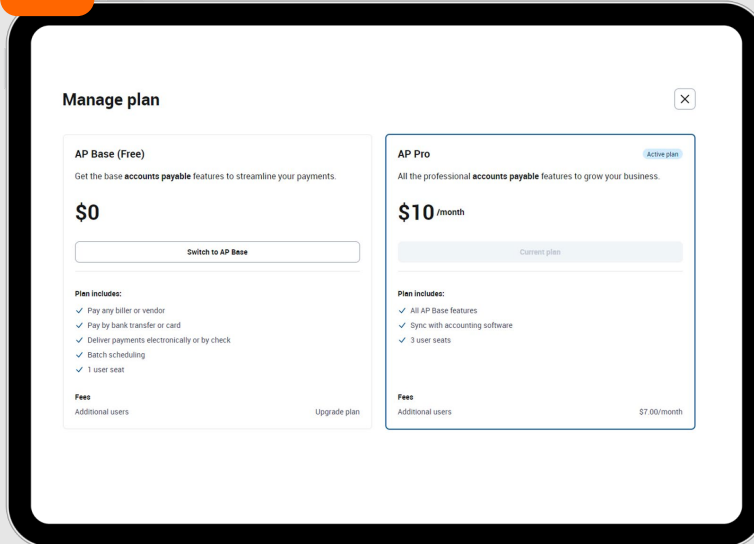 Manage plan
AP Base (Free)
Get the base accounts payable features to streamline your payments.
$0
Switch to AP Base
Plan includes:
Pay any biller or vendor
Pay by bank transfer or card
Deliver payments electronically or by check
Batch scheduling
1 user seat
Fees
Additional users Upgrade plan
AP Pro Active plan
All the professional accounts payable features to grow your business.
$10 /month
Current plan
Plan includes:
All AP Base features
Sync with accounting software
3 user seats
Fees
Additional users $7.00/month